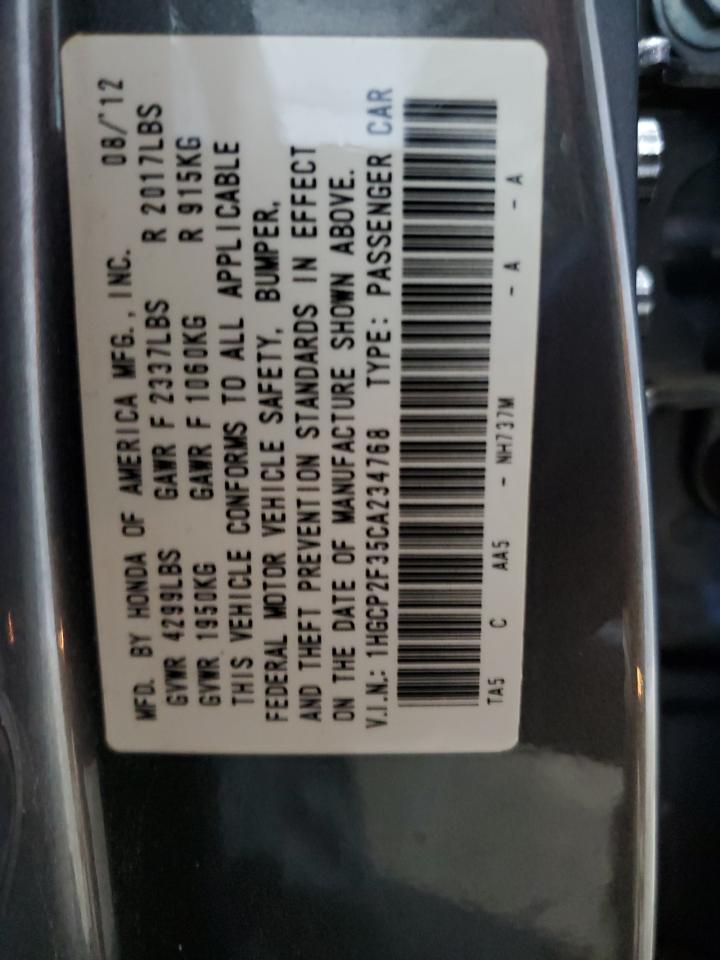 MFD. BY HONDA OF AMERICA MFG., INC. 08/'12
GVWR 4299LBS GAWR F 2337LBS R 2017LBS
GVWR 1950KG GAWR F 1060KG R 915KG
THIS VEHICLE CONFORMS TO ALL APPLICABLE
FEDERAL MOTOR VEHICLE SAFETY, BUMPER,
AND THEFT PREVENTION STANDARDS IN EFFECT
ON THE DATE OF MANUFACTURE SHOWN ABOVE.
V.I.N.: 1HGCP2F35CA234768 TYPE: PASSENGER CAR
TA5 C AA5 - NH737M - A - A